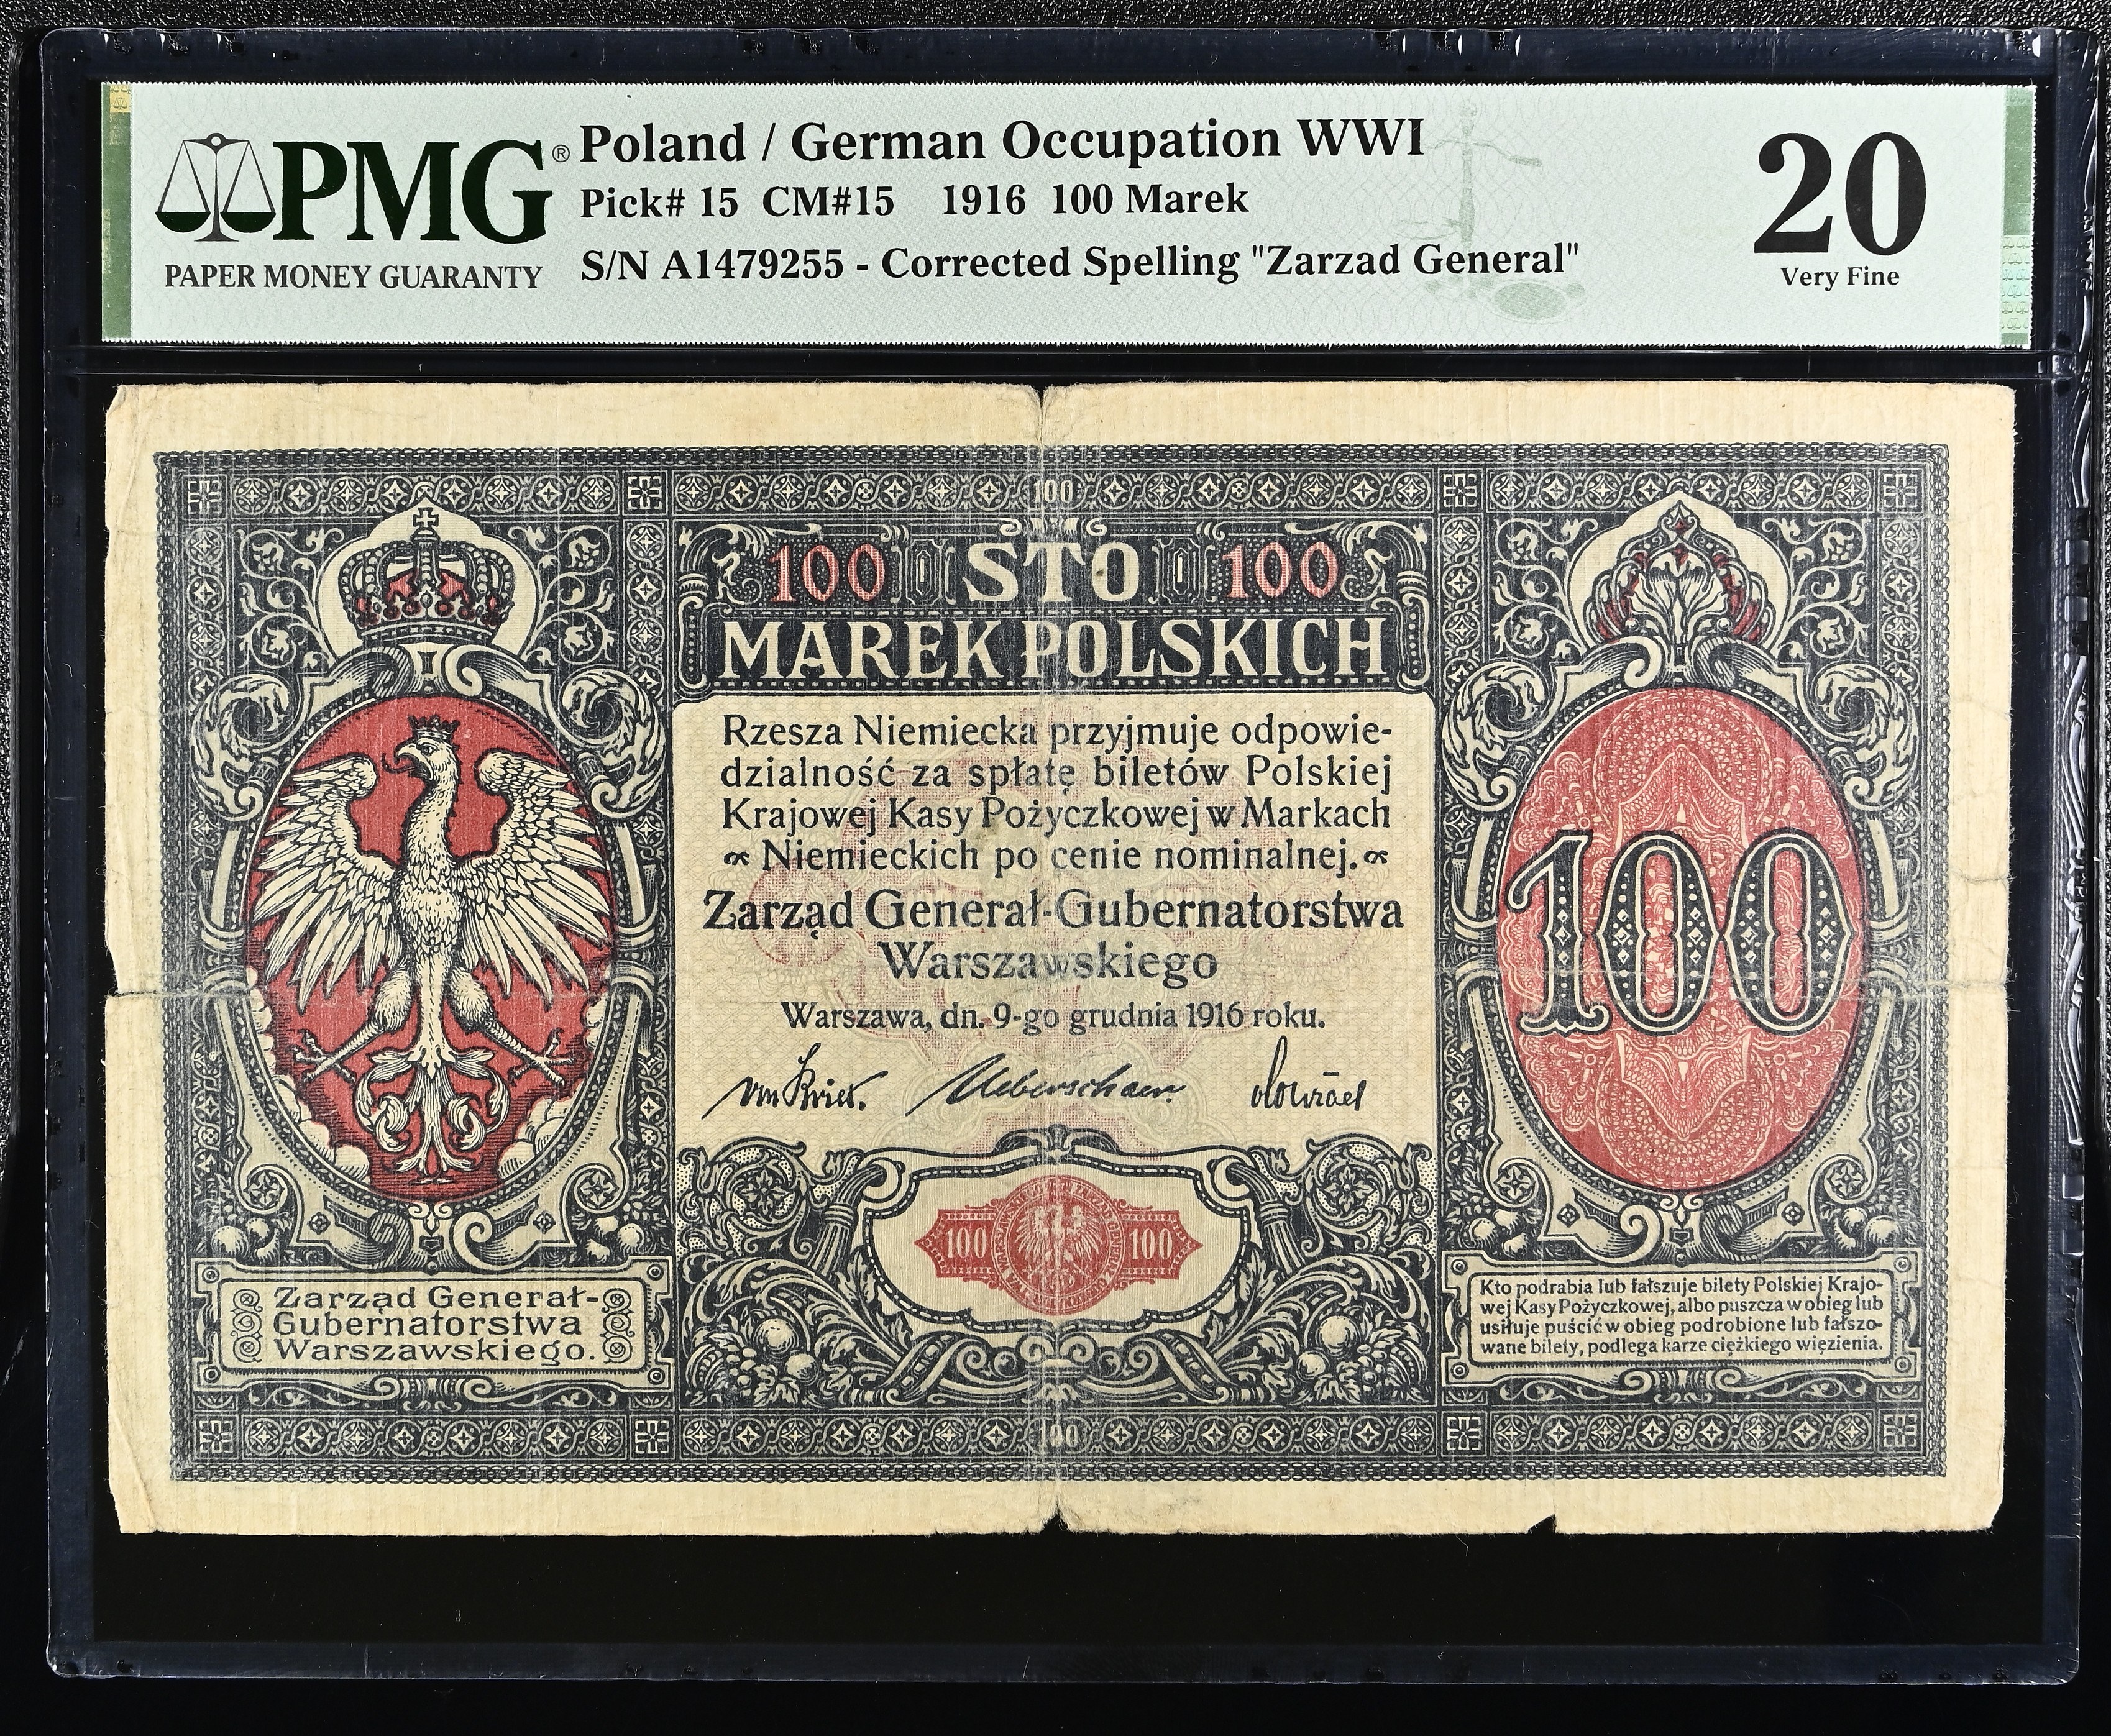 PMG®
PAPER MONEY GUARANTY
Poland / German Occupation WWI
Pick# 15 CM#15 1916 100 Marek
S/N A1479255 - Corrected Spelling "Zarzad General"
20
Very Fine
100
100 STO 100
MAREK POLSKICH
Rzesza Niemiecka przyjmuje odpowie-
dzialność za spłatę biletów Polskiej
Krajowej Kasy Pożyczkowej w Markach
Niemieckich po cenie nominalnej.
Zarząd Generał-Gubernatorstwa
Warszawskiego
Warszawa, dn. 9-go grudnia 1916 roku.
100
100 100
Zarząd Generał-
Gubernatorstwa
Warszawskiego.
Kto podrabia lub fałszuje bilety Polskiej Krajo-
wej Kasy Pożyczkowej, albo puszcza w obieg lub
usiłuje puścić w obieg podrobione lub fałszo-
wane bilety, podlega karze ciężkiego więzienia.
100